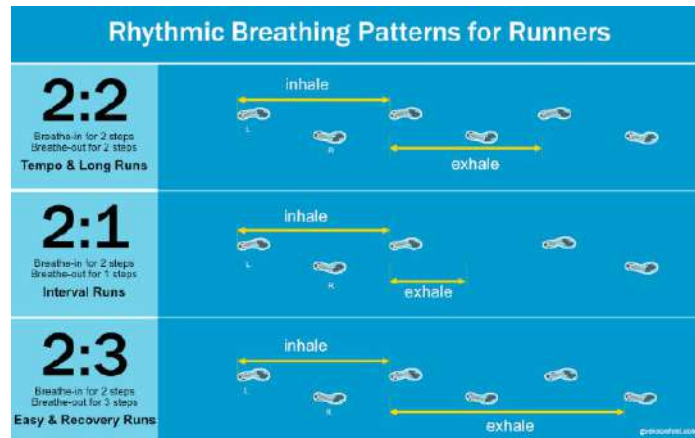 Rhythmic Breathing Patterns for Runners
2:2
Breathe-in for 2 steps
Breathe-out for 2 steps
Tempo & Long Runs
inhale
L
R
exhale
2:1
Breathe-in for 2 steps
Breathe-out for 1 steps
Interval Runs
inhale
L
R
exhale
2:3
Breathe-in for 2 steps
Breathe-out for 3 steps
Easy & Recovery Runs
inhale
L
R
exhale